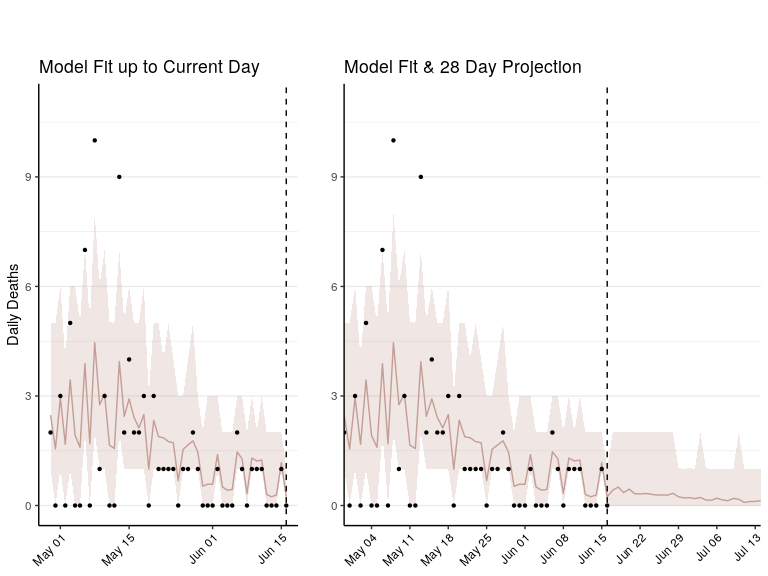 Model Fit up to Current Day
Model Fit & 28 Day Projection
Daily Deaths
9
6
3
0
May 01
May 15
Jun 01
Jun 15
9
6
3
0
May 04
May 11
May 18
May 25
Jun 01
Jun 08
Jun 15
Jun 22
Jun 29
Jul 06
Jul 13